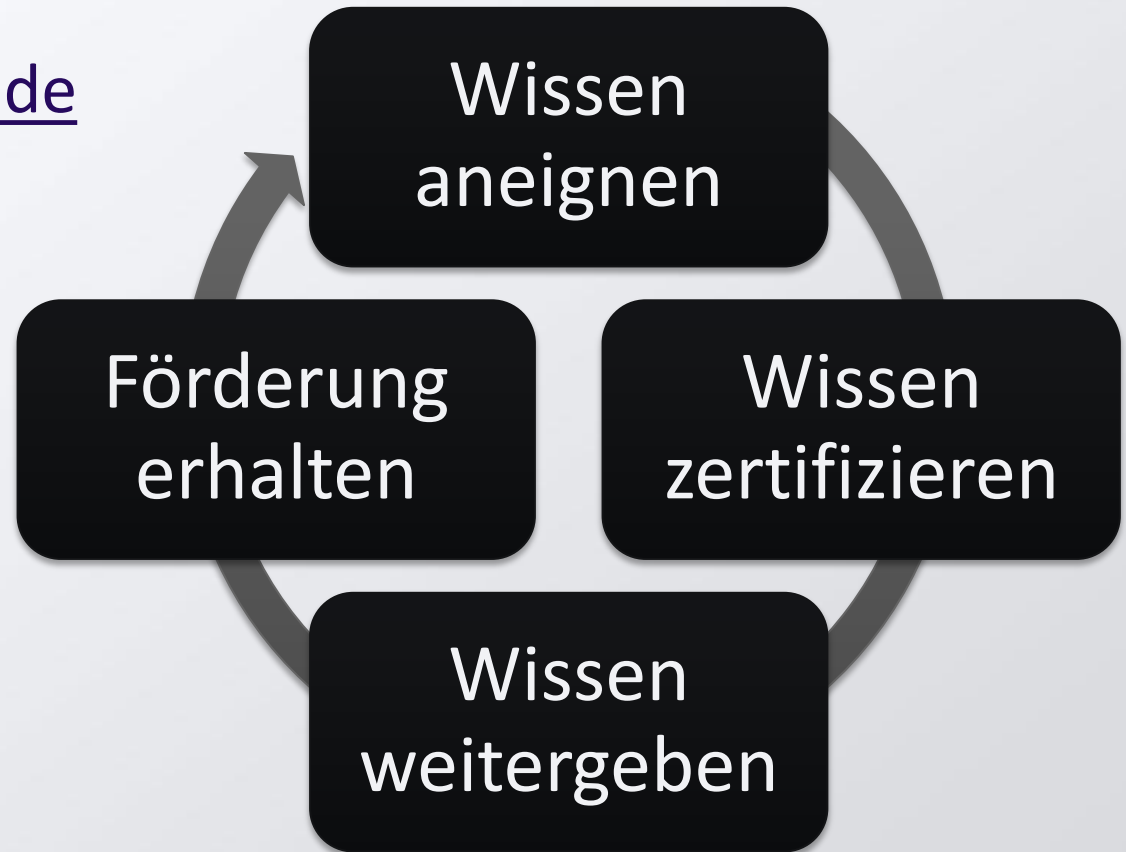 de
Wissen
aneignen
Förderung
erhalten
Wissen
zertifizieren
Wissen
weitergeben